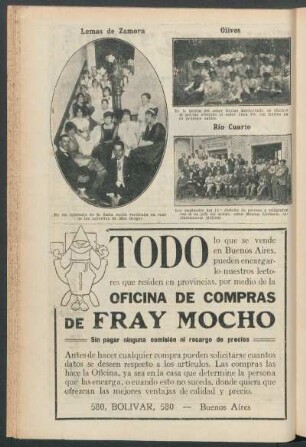 Lomas de Zamora
Olivos
Río Cuarto
TODO
lo que se vende
en Buenos Aires,
pueden encargar-
lo nuestros lecto-
res que residen en provincias, por medio de la
OFICINA DE COMPRAS
DE FRAY MOCHO
Sin pagar ninguna comisión ni recargo de precios
Antes de hacer cualquier compra pueden solicitarse cuantos
datos se deseen respecto a los artículos. Las compras las
hace la Oficina, ya sea en la casa que determine la persona
que las encarga, o cuando esto no suceda, donde quiera que
ofrezcan las mejores ventajas de calidad y precio.
580, BOLIVAR, 580 — Buenos Aires